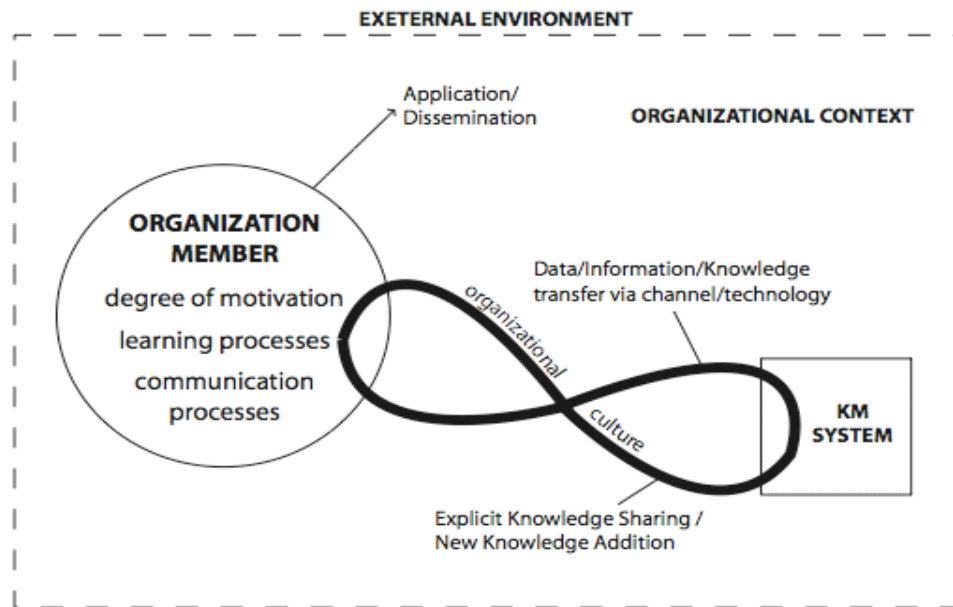 EXETERNAL ENVIRONMENT
Application/
Dissemination
ORGANIZATIONAL CONTEXT
ORGANIZATION
MEMBER
degree of motivation
learning processes
communication
processes
organizational
culture
Data/Information/Knowledge
transfer via channel/technology
KM
SYSTEM
Explicit Knowledge Sharing /
New Knowledge Addition